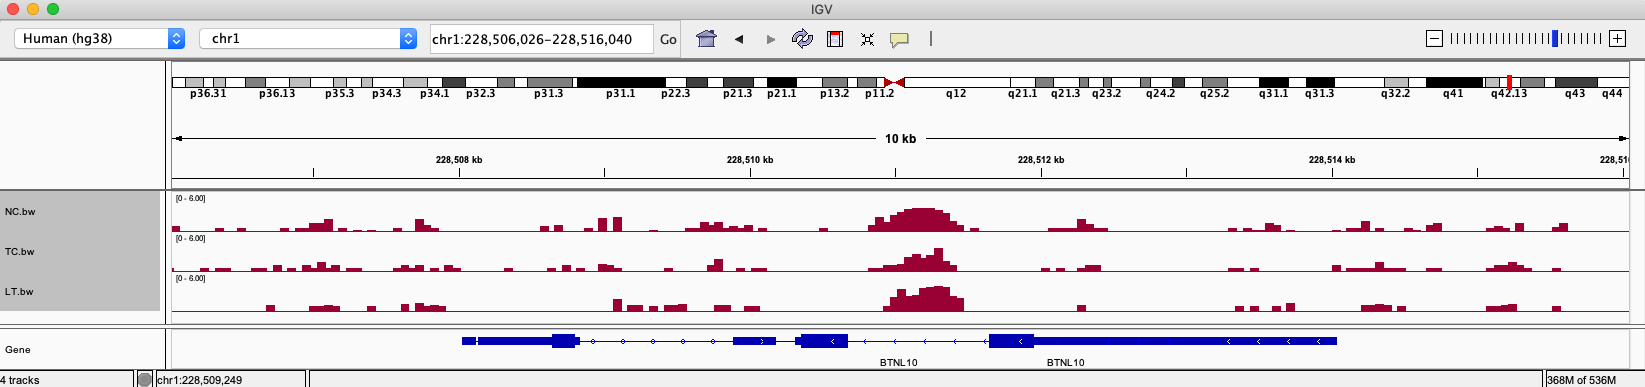 IGV
Human (hg38) chr1 chr1:228,506,026-228,516,040 Go
p36.31 p36.13 p35.3 p34.3 p34.1 p32.3 p31.3 p31.1 p22.3 p21.3 p21.1 p13.2 p11.2 q12 q21.1 q21.3 q23.2 q24.2 q25.2 q31.1 q31.3 q32.2 q41 q42.13 q43 q44
10 kb
228,508 kb 228,510 kb 228,512 kb 228,514 kb 228,51
[0 - 6.00]
NC.bw
[0 - 6.00]
TC.bw
[0 - 6.00]
LT.bw
Gene
BTNL10 BTNL10
4 tracks chr1:228,509,249 368M of 536M